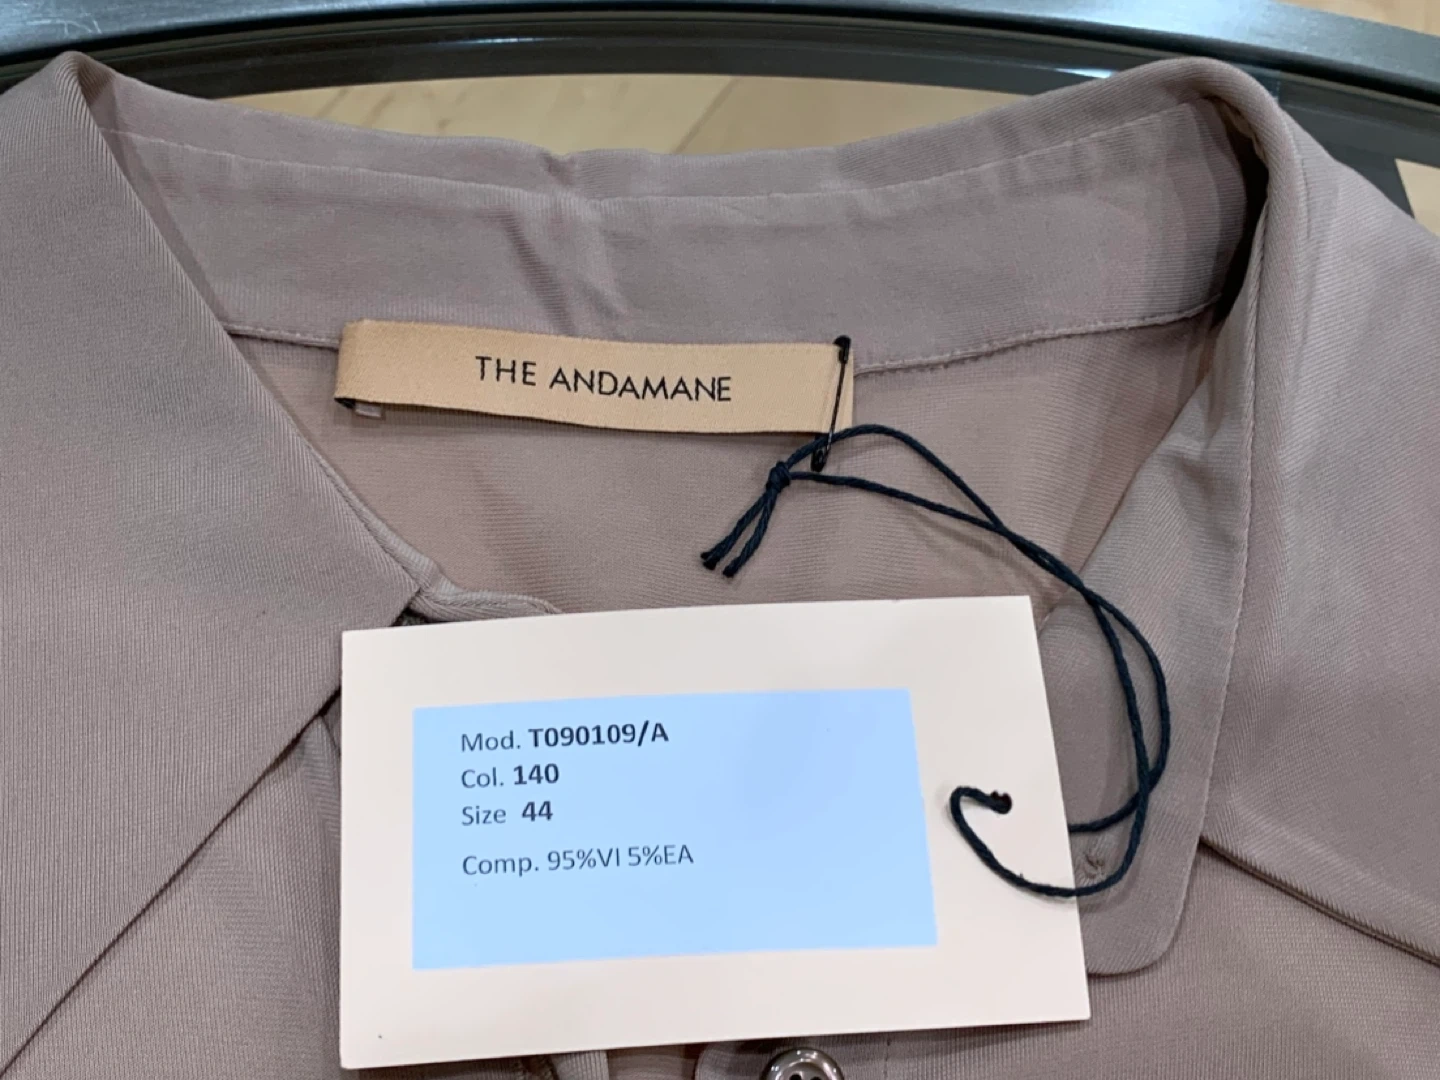 THE ANDAMANE
Mod. T090109/A
Col. 140
Size 44
Comp. 95%VI 5%EA